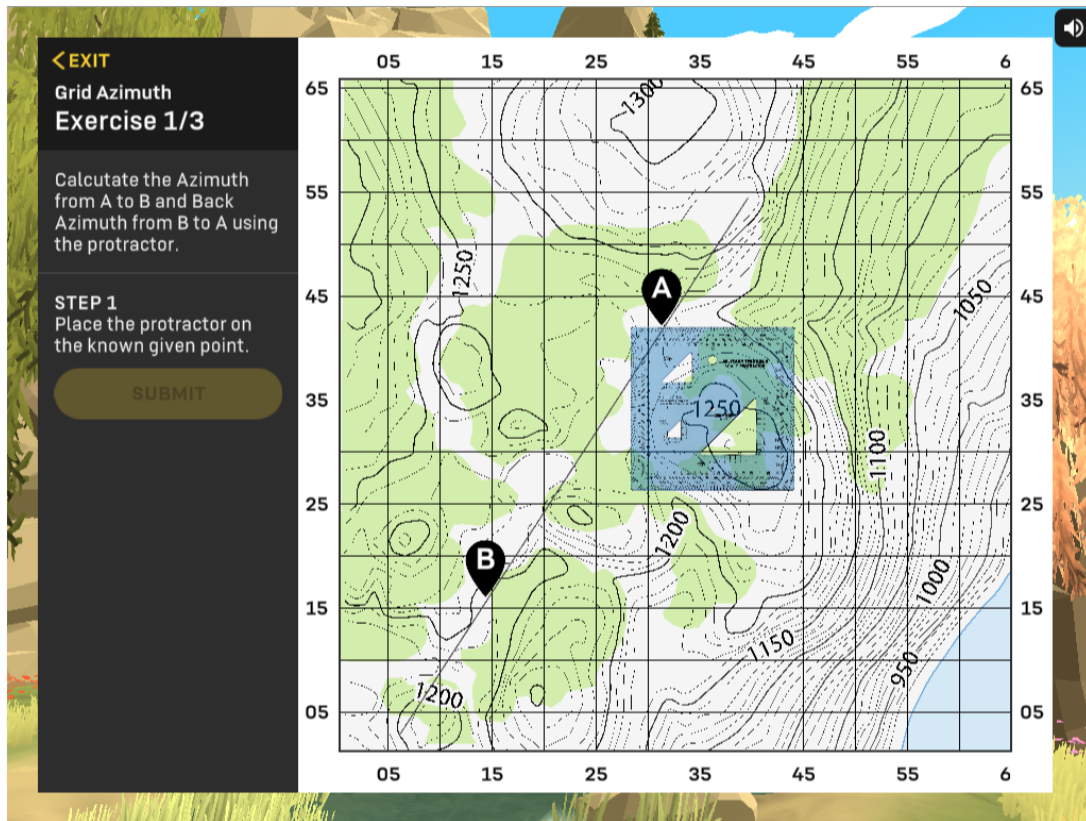 EXIT
Grid Azimuth
Exercise 1/3
Calcutate the Azimuth
from A to B and Back
Azimuth from B to A using
the protractor.
STEP 1
Place the protractor on
the known given point.
SUBMIT
05 15 25 35 45 55 6
65 65
55 55
45 45
35 35
25 25
15 15
05 05
05 15 25 35 45 55 6
1300
1250
A
1050
1250
1100
1200
B
1000
1150
950
1200